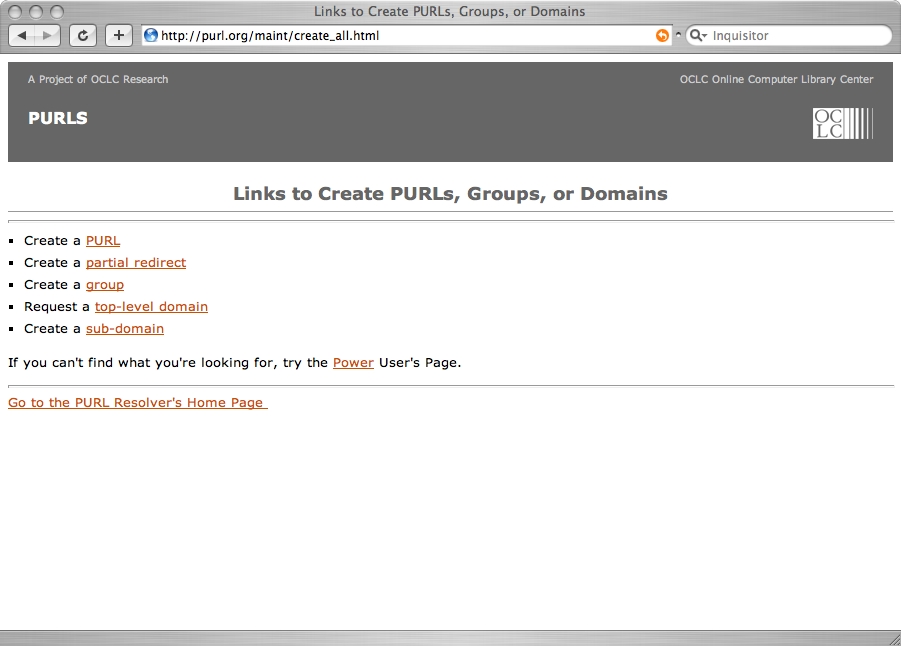 Links to Create PURLs, Groups, or Domains
http://purl.org/maint/create_all.html
Inquisitor
A Project of OCLC Research
OCLC Online Computer Library Center
PURLS
OC
LC
Links to Create PURLs, Groups, or Domains
Create a PURL
Create a partial redirect
Create a group
Request a top-level domain
Create a sub-domain
If you can't find what you're looking for, try the Power User's Page.
Go to the PURL Resolver's Home Page